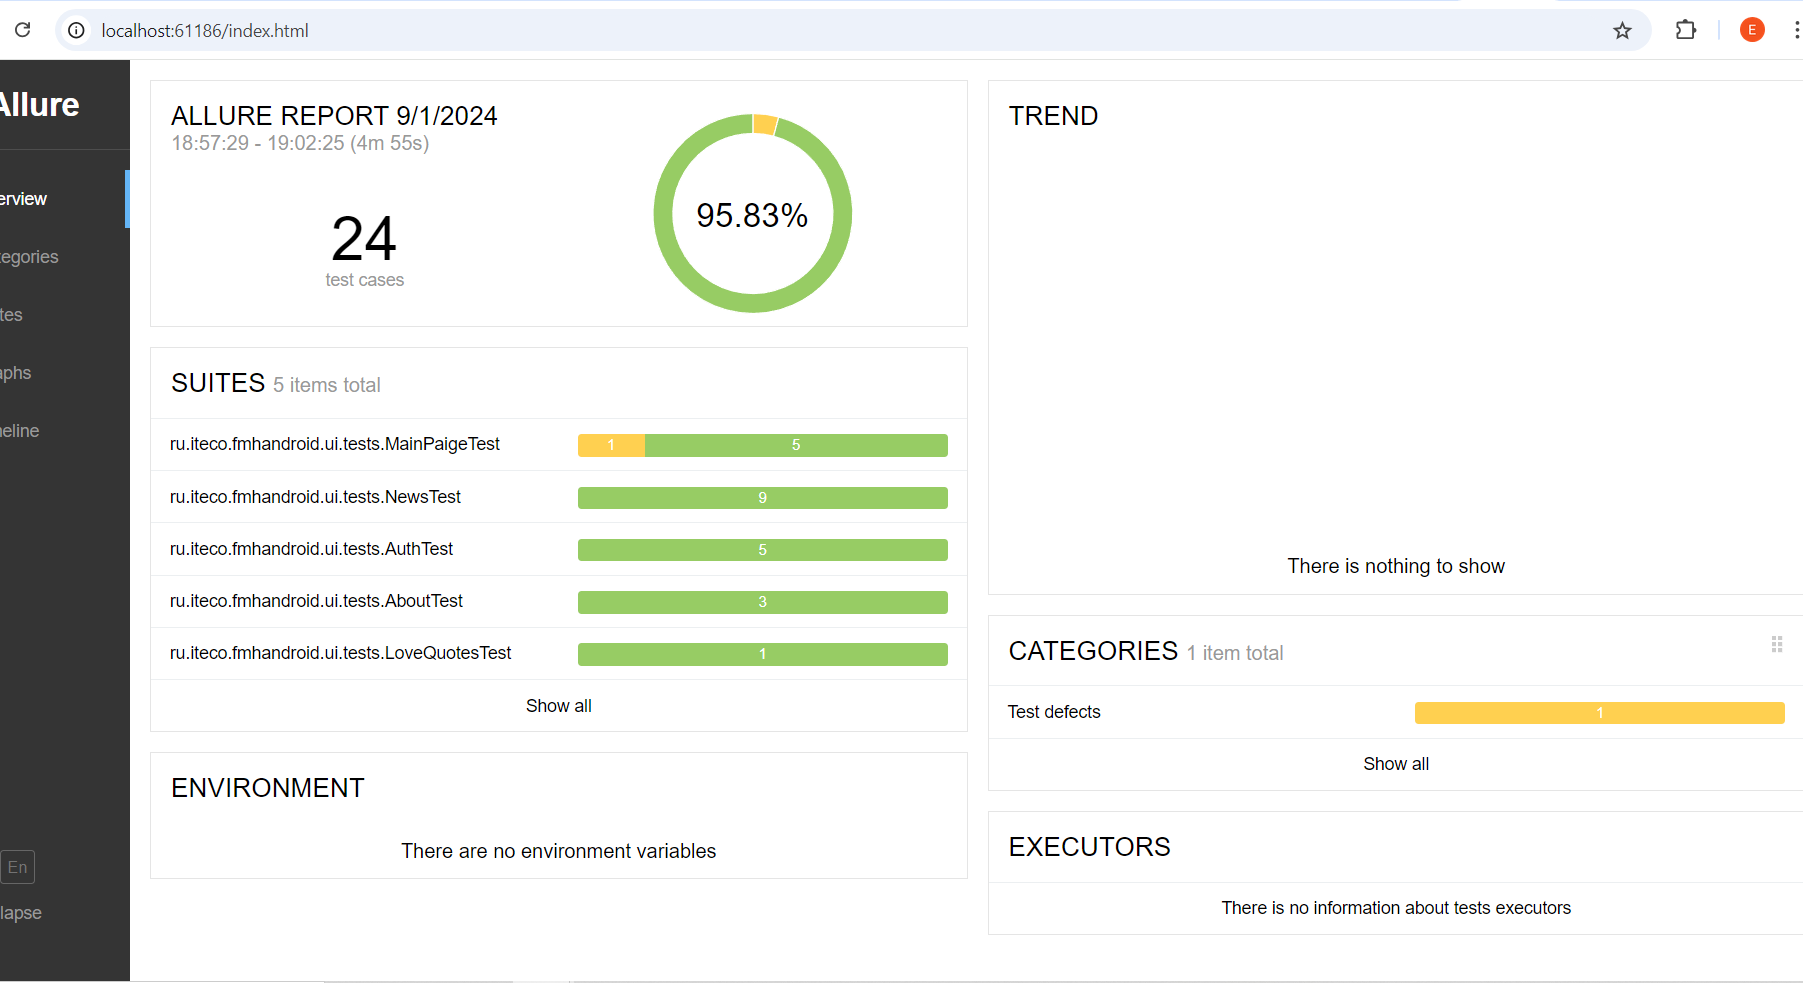 localhost:61186/index.html
E
Allure
erview
egories
tes
phs
eline
En
lapse
ALLURE REPORT 9/1/2024
18:57:29 - 19:02:25 (4m 55s)
24
test cases
95.83%
SUITES 5 items total
ru.iteco.fmhandroid.ui.tests.MainPaigeTest 1 5
ru.iteco.fmhandroid.ui.tests.NewsTest 9
ru.iteco.fmhandroid.ui.tests.AuthTest 5
ru.iteco.fmhandroid.ui.tests.AboutTest 3
ru.iteco.fmhandroid.ui.tests.LoveQuotesTest 1
Show all
ENVIRONMENT
There are no environment variables
TREND
There is nothing to show
CATEGORIES 1 item total
Test defects 1
Show all
EXECUTORS
There is no information about tests executors